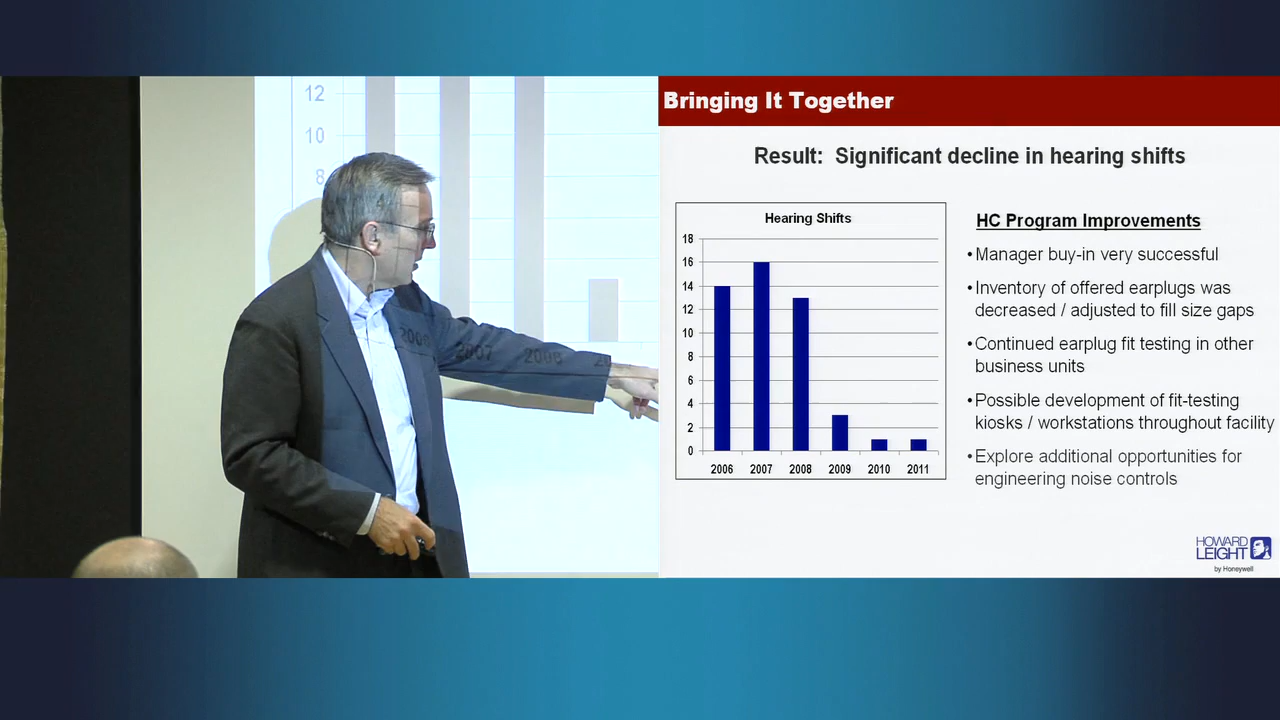 12
10
8
2006
2007
2008
Bringing It Together
Result: Significant decline in hearing shifts
Hearing Shifts
18
16
14
12
10
8
6
4
2
0
2006 2007 2008 2009 2010 2011
HC Program Improvements
• Manager buy-in very successful
• Inventory of offered earplugs was
decreased / adjusted to fill size gaps
• Continued earplug fit testing in other
business units
• Possible development of fit-testing
kiosks / workstations throughout facility
• Explore additional opportunities for
engineering noise controls
HOWARD
LEIGHT
by Honeywell